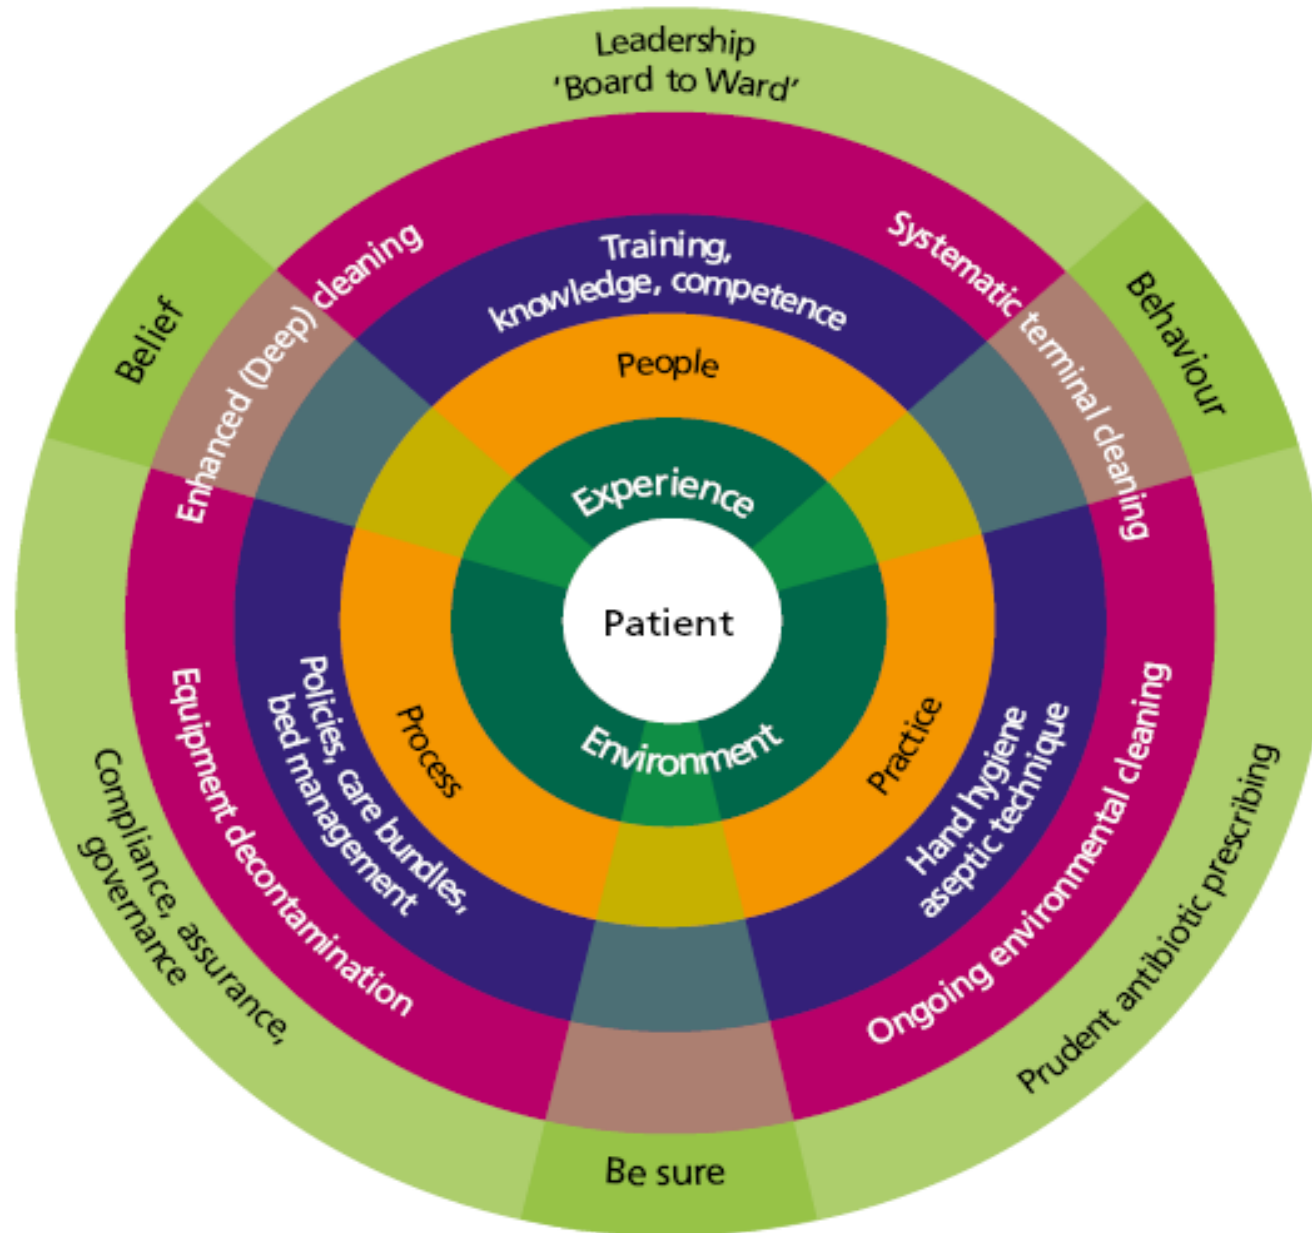 Leadership
‘Board to Ward’
Enhanced (Deep) cleaning
Systematic terminal cleaning
Training,
knowledge, competence
People
Belief
Behaviour
Experience
Patient
Environment
Process
Practice
Policies, care bundles,
bed management
Hand hygiene
aseptic technique
Equipment decontamination
Ongoing environmental cleaning
Compliance, assurance,
governance
Prudent antibiotic prescribing
Be sure